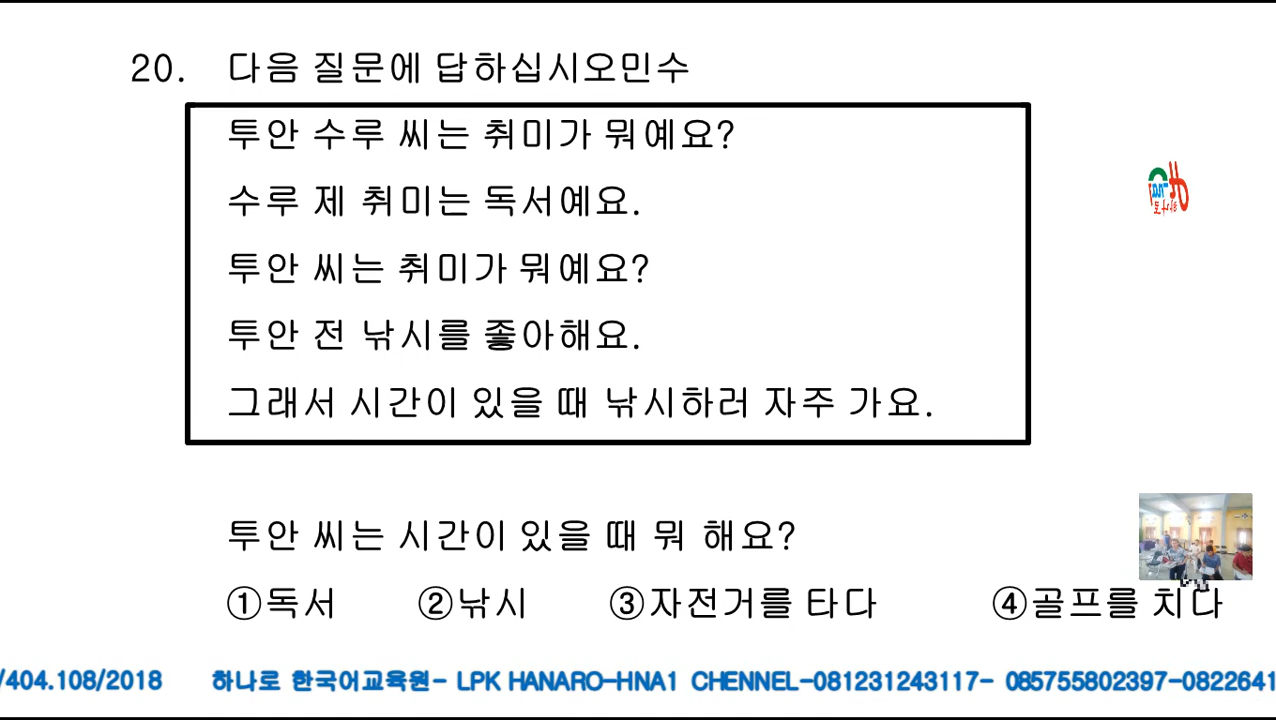 20. 다음 질문에 답하십시오민수
투안 수루 씨는 취미가 뭐예요?
수루 제 취미는 독서예요.
투안 씨는 취미가 뭐예요?
투안 전 낚시를 좋아해요.
그래서 시간이 있을 때 낚시하러 자주 가요.
투안 씨는 시간이 있을 때 뭐 해요?
①독서 ②낚시 ③자전거를 타다 ④골프를 치다
/404.108/2018 하나로 한국어교육원- LPK HANARO-HNA1 CHENNEL-081231243117- 085755802397-0822641